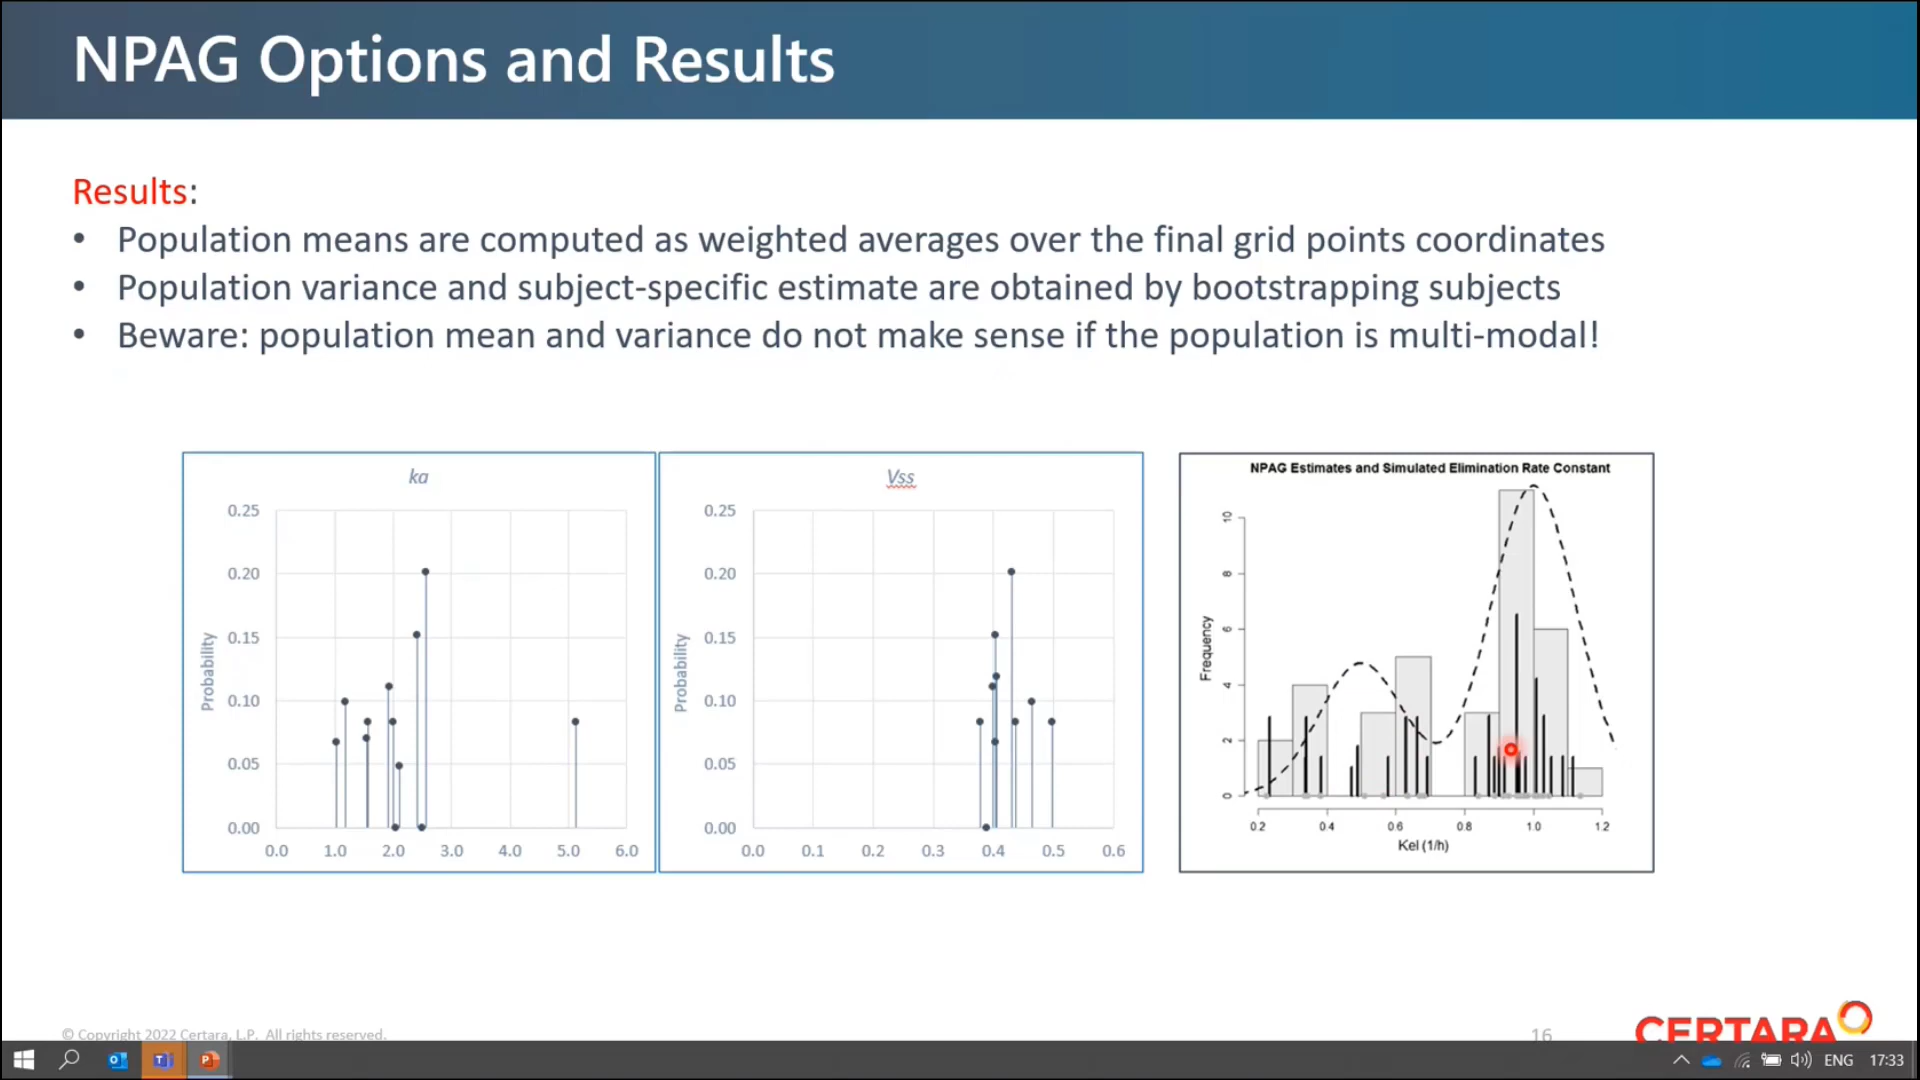 NPAG Options and Results
Results:
• Population means are computed as weighted averages over the final grid points coordinates
• Population variance and subject-specific estimate are obtained by bootstrapping subjects
• Beware: population mean and variance do not make sense if the population is multi-modal!
ka
0.25
0.20
0.15
0.10
0.05
0.00
Probability
0.0 1.0 2.0 3.0 4.0 5.0 6.0
Vss
0.25
0.20
0.15
0.10
0.05
0.00
Probability
0.0 0.1 0.2 0.3 0.4 0.5 0.6
NPAG Estimates and Simulated Elimination Rate Constant
10
8
6
4
2
0
Frequency
0.2 0.4 0.6 0.8 1.0 1.2
Kel (1/h)
© Copyright 2022 Certara, L.P. All rights reserved.
16
CERTARA
ENG 17:33